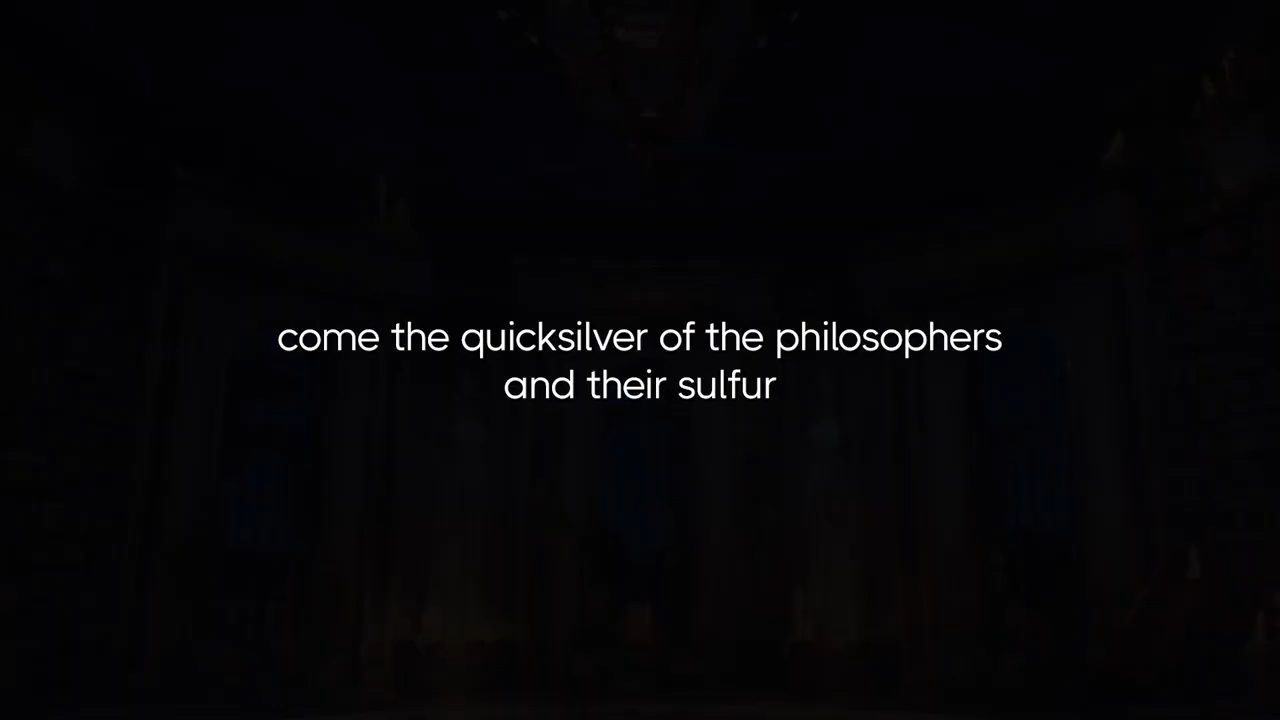 come the quicksilver of the philosophers
and their sulfur